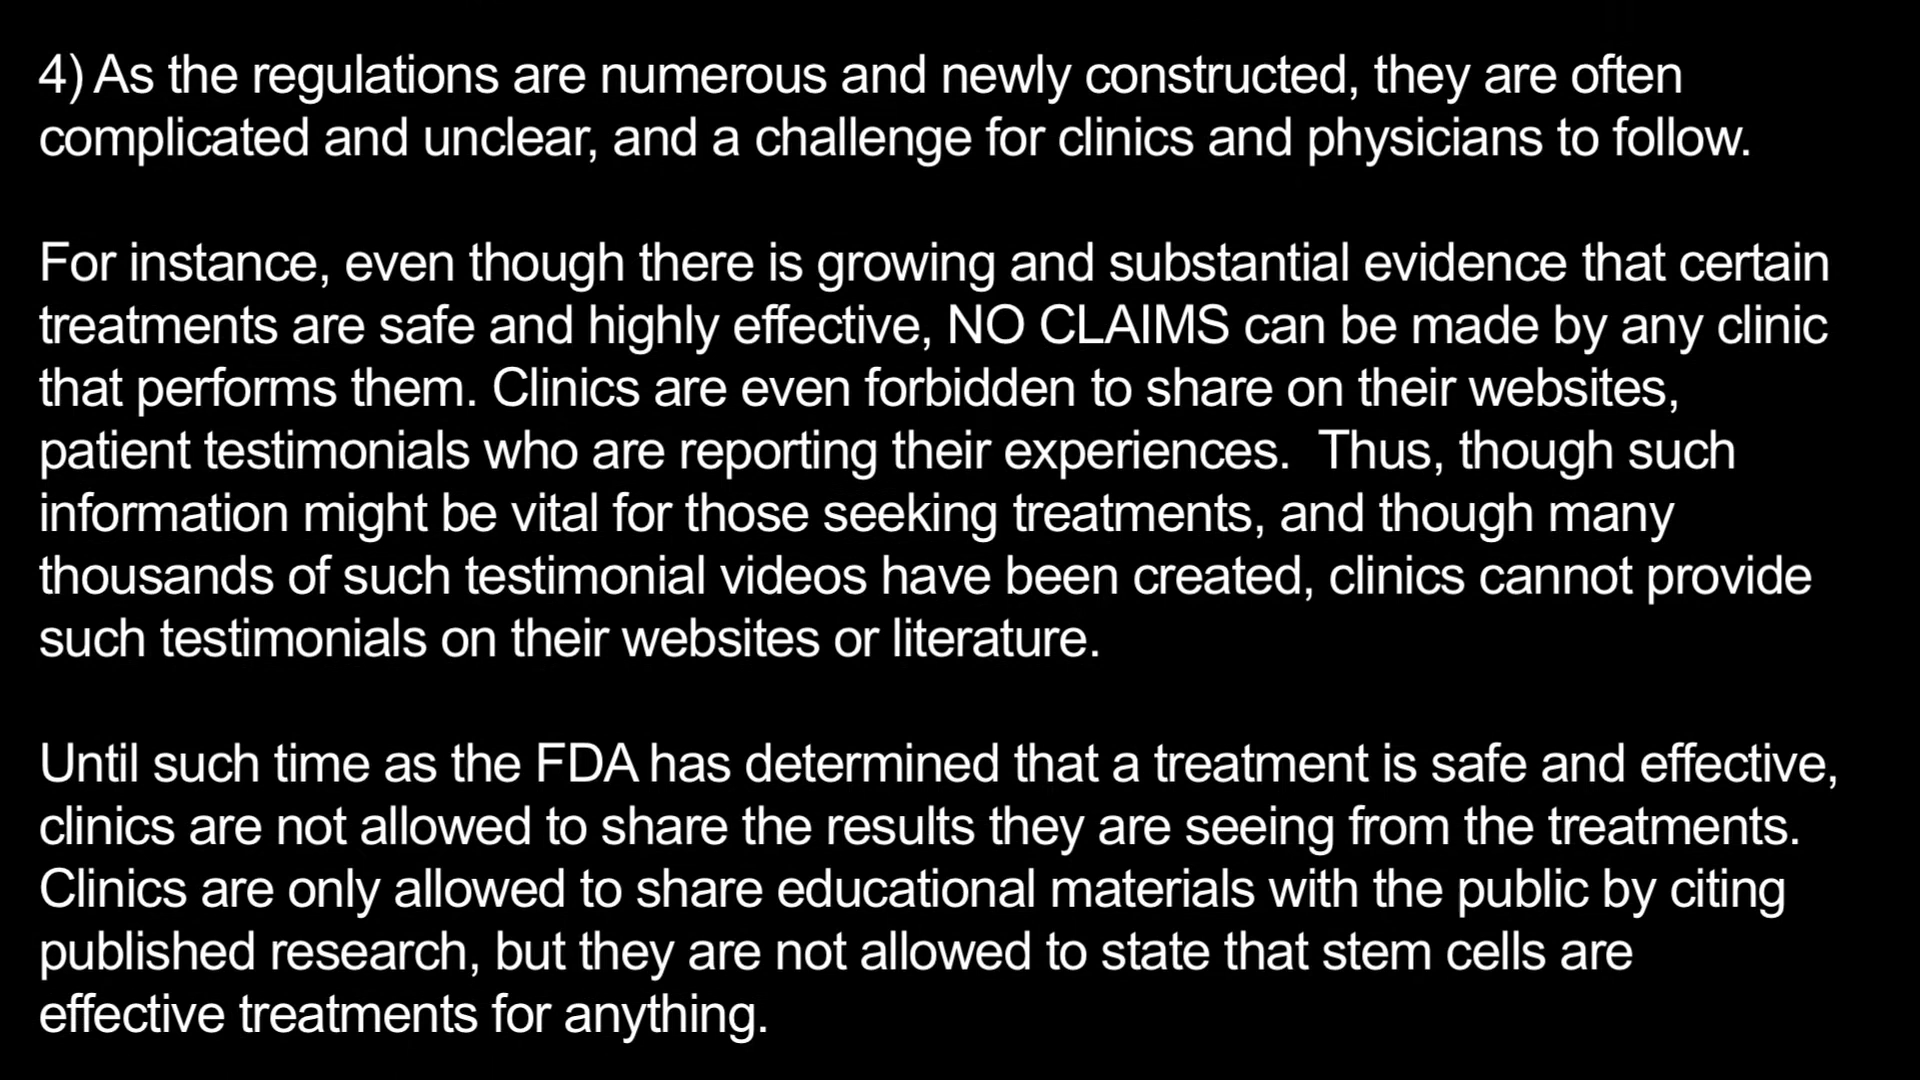 4) As the regulations are numerous and newly constructed, they are often
complicated and unclear, and a challenge for clinics and physicians to follow.
For instance, even though there is growing and substantial evidence that certain
treatments are safe and highly effective, NO CLAIMS can be made by any clinic
that performs them. Clinics are even forbidden to share on their websites,
patient testimonials who are reporting their experiences.  Thus, though such
information might be vital for those seeking treatments, and though many
thousands of such testimonial videos have been created, clinics cannot provide
such testimonials on their websites or literature.
Until such time as the FDA has determined that a treatment is safe and effective,
clinics are not allowed to share the results they are seeing from the treatments.
Clinics are only allowed to share educational materials with the public by citing
published research, but they are not allowed to state that stem cells are
effective treatments for anything.